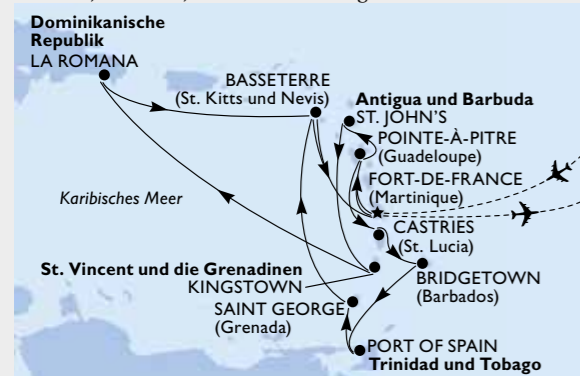 Dominikanische
Republik
LA ROMANA
BASSETERRE
(St. Kitts und Nevis)
Antigua und Barbuda
ST. JOHN'S
POINTE-À-PITRE
(Guadeloupe)
FORT-DE-FRANCE
(Martinique)
Karibisches Meer
CASTRIES
(St. Lucia)
St. Vincent und die Grenadinen
KINGSTOWN
BRIDGETOWN
(Barbados)
SAINT GEORGE
(Grenada)
PORT OF SPAIN
Trinidad und Tobago